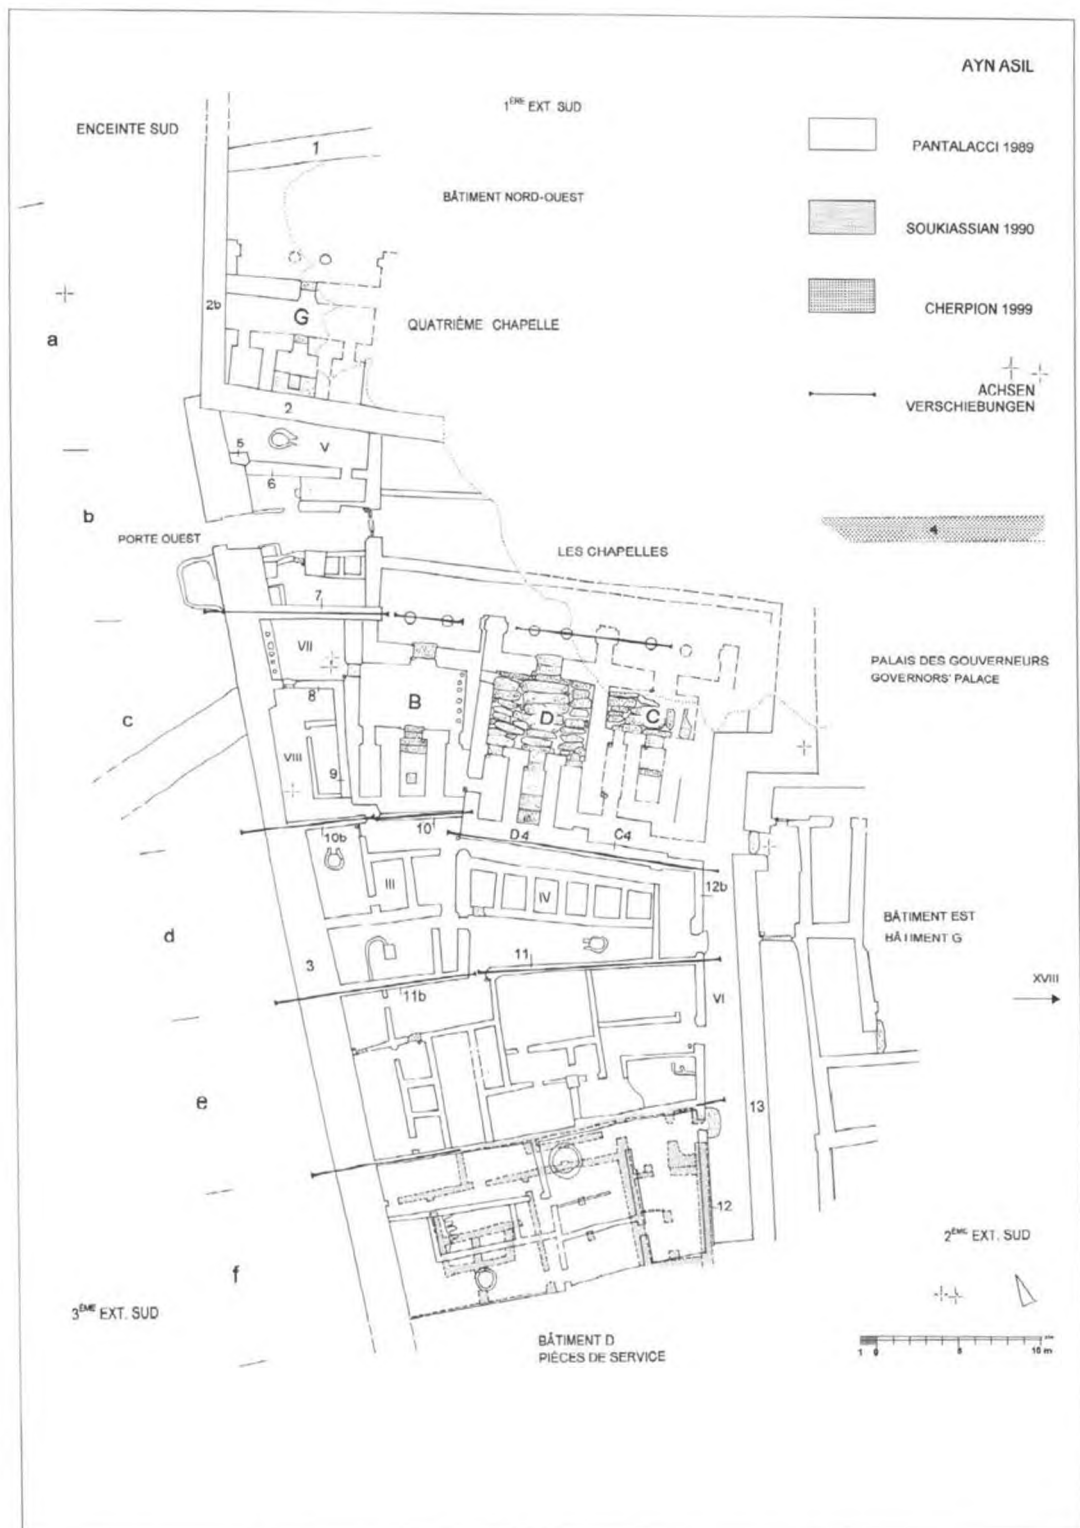 AYN ASIL
1ÈRE EXT. SUD
ENCEINTE SUD
1
PANTALACCI 1989
BÂTIMENT NORD-OUEST
SOUKIASSIAN 1990
2b
G
CHERPION 1999
QUATRIÈME CHAPELLE
a
ACHSEN
VERSCHIEBUNGEN
2
V
5
6
b
4
PORTE OUEST
LES CHAPELLES
7
VII
PALAIS DES GOUVERNEURS
GOVERNORS' PALACE
8
B
D
C
c
VIII
9
10
10b
D4
C4
III
IV
12b
BÂTIMENT EST
BÂTIMENT G
d
3
11
11b
VI
XVIII
e
13
12
2ÈME EXT. SUD
f
3ÈME EXT. SUD
BÂTIMENT D
PIÈCES DE SERVICE
1 0 5 10 m